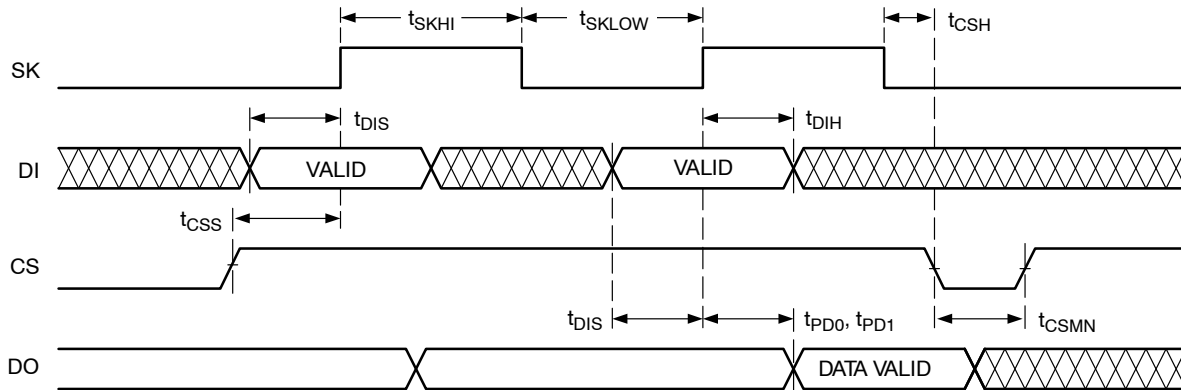 tSKHI
tSKLOW
tCSH
SK
tDIS
tDIH
DI
VALID
VALID
tCSS
CS
tDIS
tPD0, tPD1
tCSMN
DO
DATA VALID